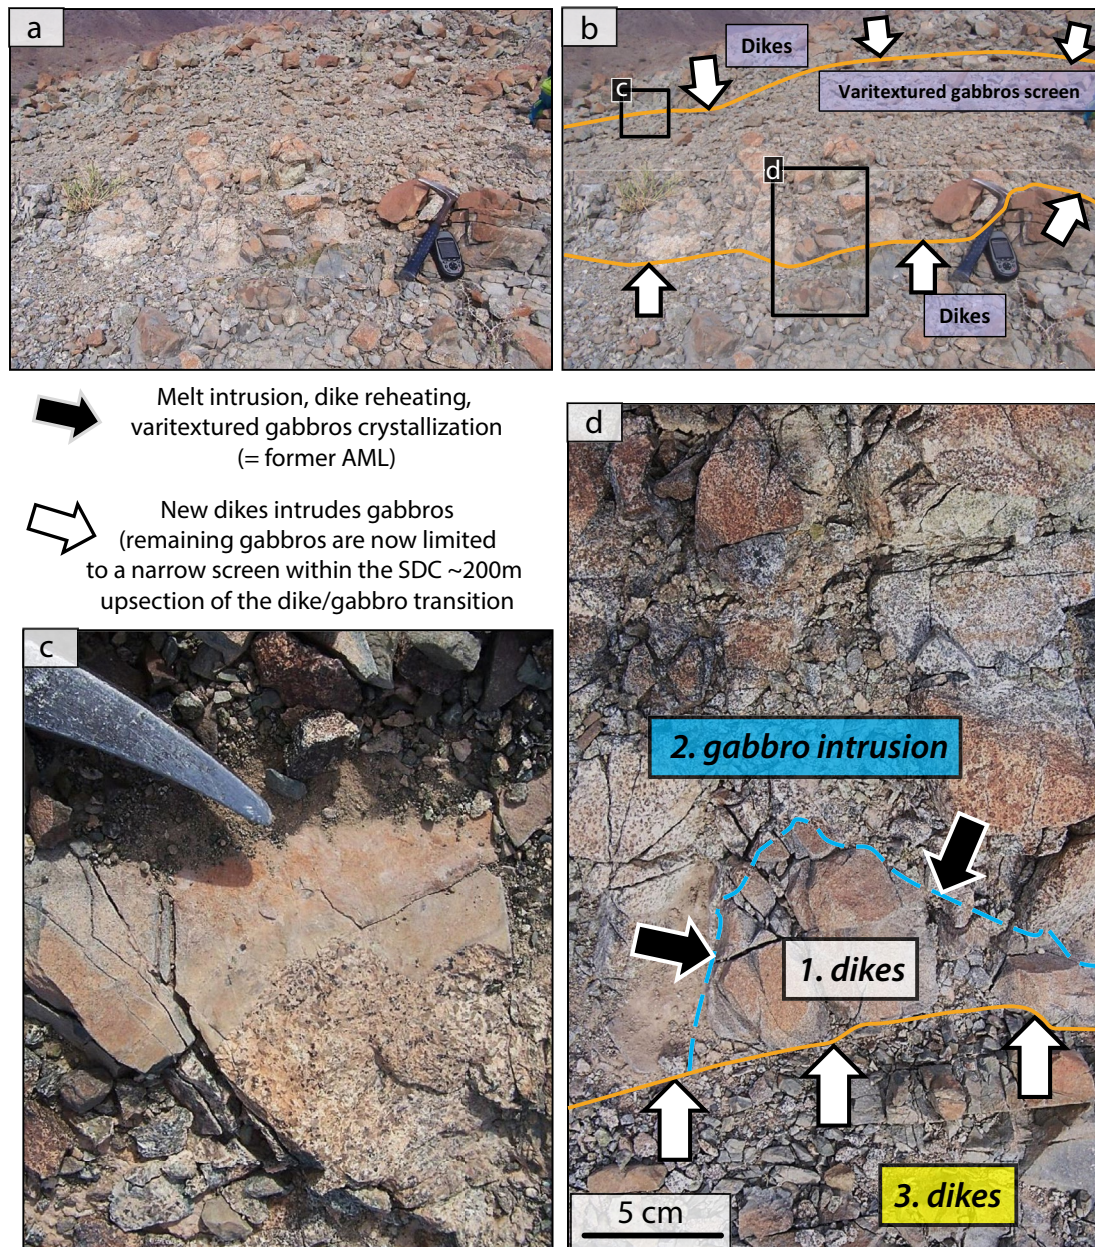 a
b
Dikes
c
Varitextured gabbros screen
d
Dikes
Melt intrusion, dike reheating,
varitextured gabbros crystallization
(= former AML)
New dikes intrudes gabbros
(remaining gabbros are now limited
to a narrow screen within the SDC ~200m
upsection of the dike/gabbro transition
c
d
2. gabbro intrusion
1. dikes
3. dikes
5 cm